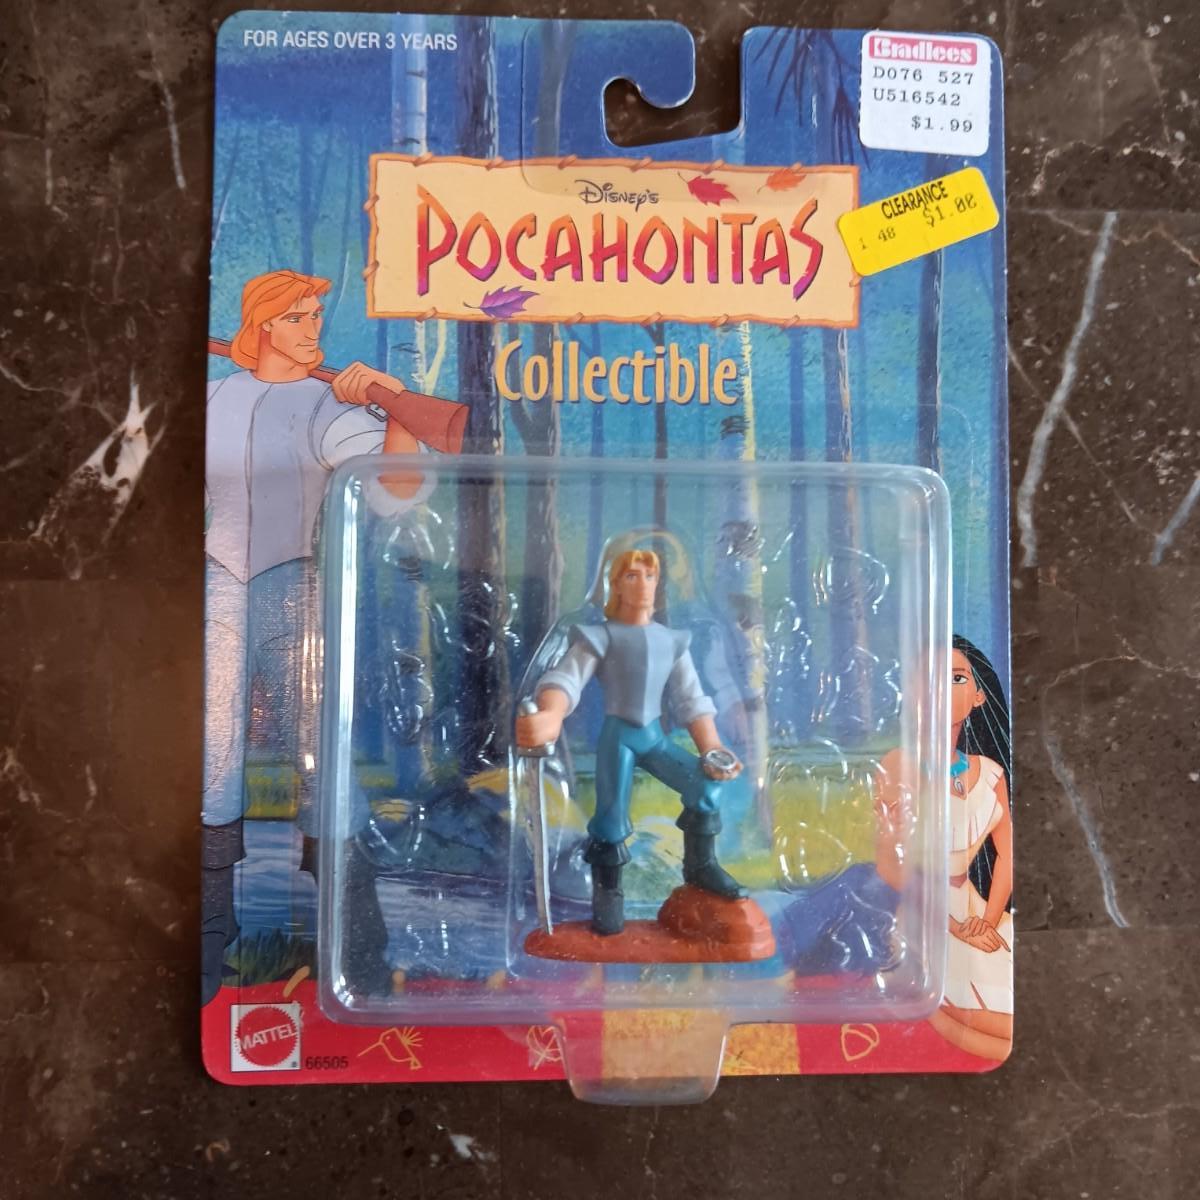 FOR AGES OVER 3 YEARS
Bradlees
D076 527
U516542
$1.99
CLEARANCE
1 48 $1.00
DISNEY'S
POCAHONTAS
Collectible
MATTEL
® 66505